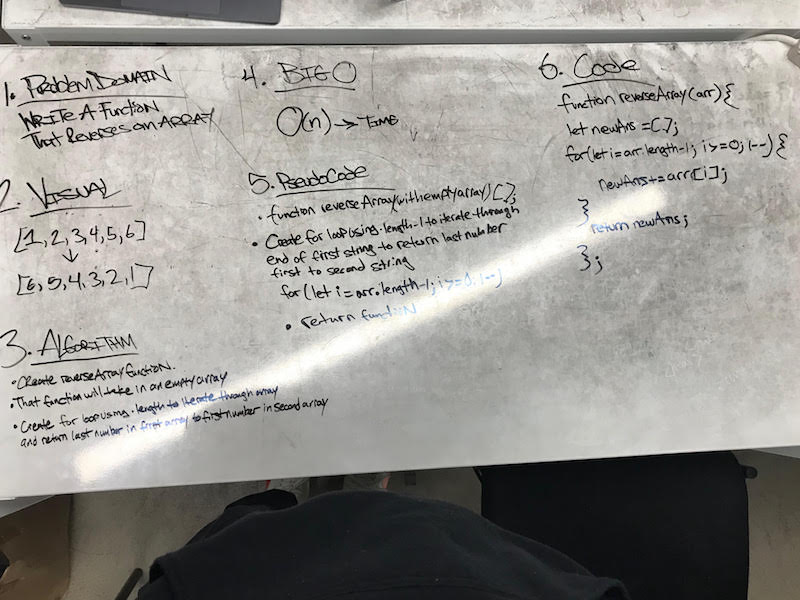 1. Problem Domain
Write A Function
That Reverses an ARRAY
2. Visual
[1,2,3,4,5,6]
↓
[6,5,4,3,2,1]
3. Algorithm
• Create reverseArray function.
• That function will take in an empty array
• Create for loop using .length to iterate through array
and return last number in first array to first number in second array
4. BIG O
O(n) → Time
5. PseudoCode
• function reverseArray(with empty array) [];
• Create for loop using .length-1 to iterate through
end of first string to return last number
first to second string
for (let i = arr.length-1; i >= 0; i--)
• return function
6. Code
function reverseArray (arr) {
let newAns = [];
for (let i = arr.length-1; i >= 0; i--) {
newAns += arr[i];
}
return newAns;
};